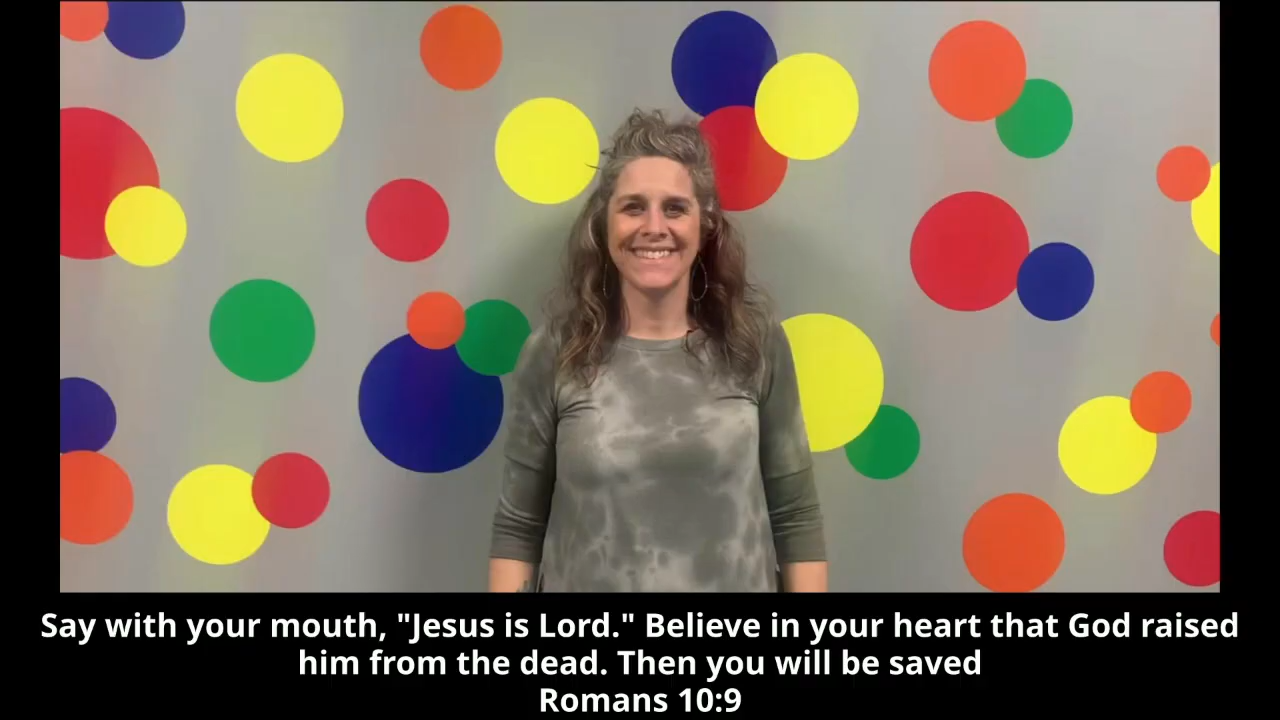 Say with your mouth, "Jesus is Lord." Believe in your heart that God raised
him from the dead. Then you will be saved
Romans 10:9